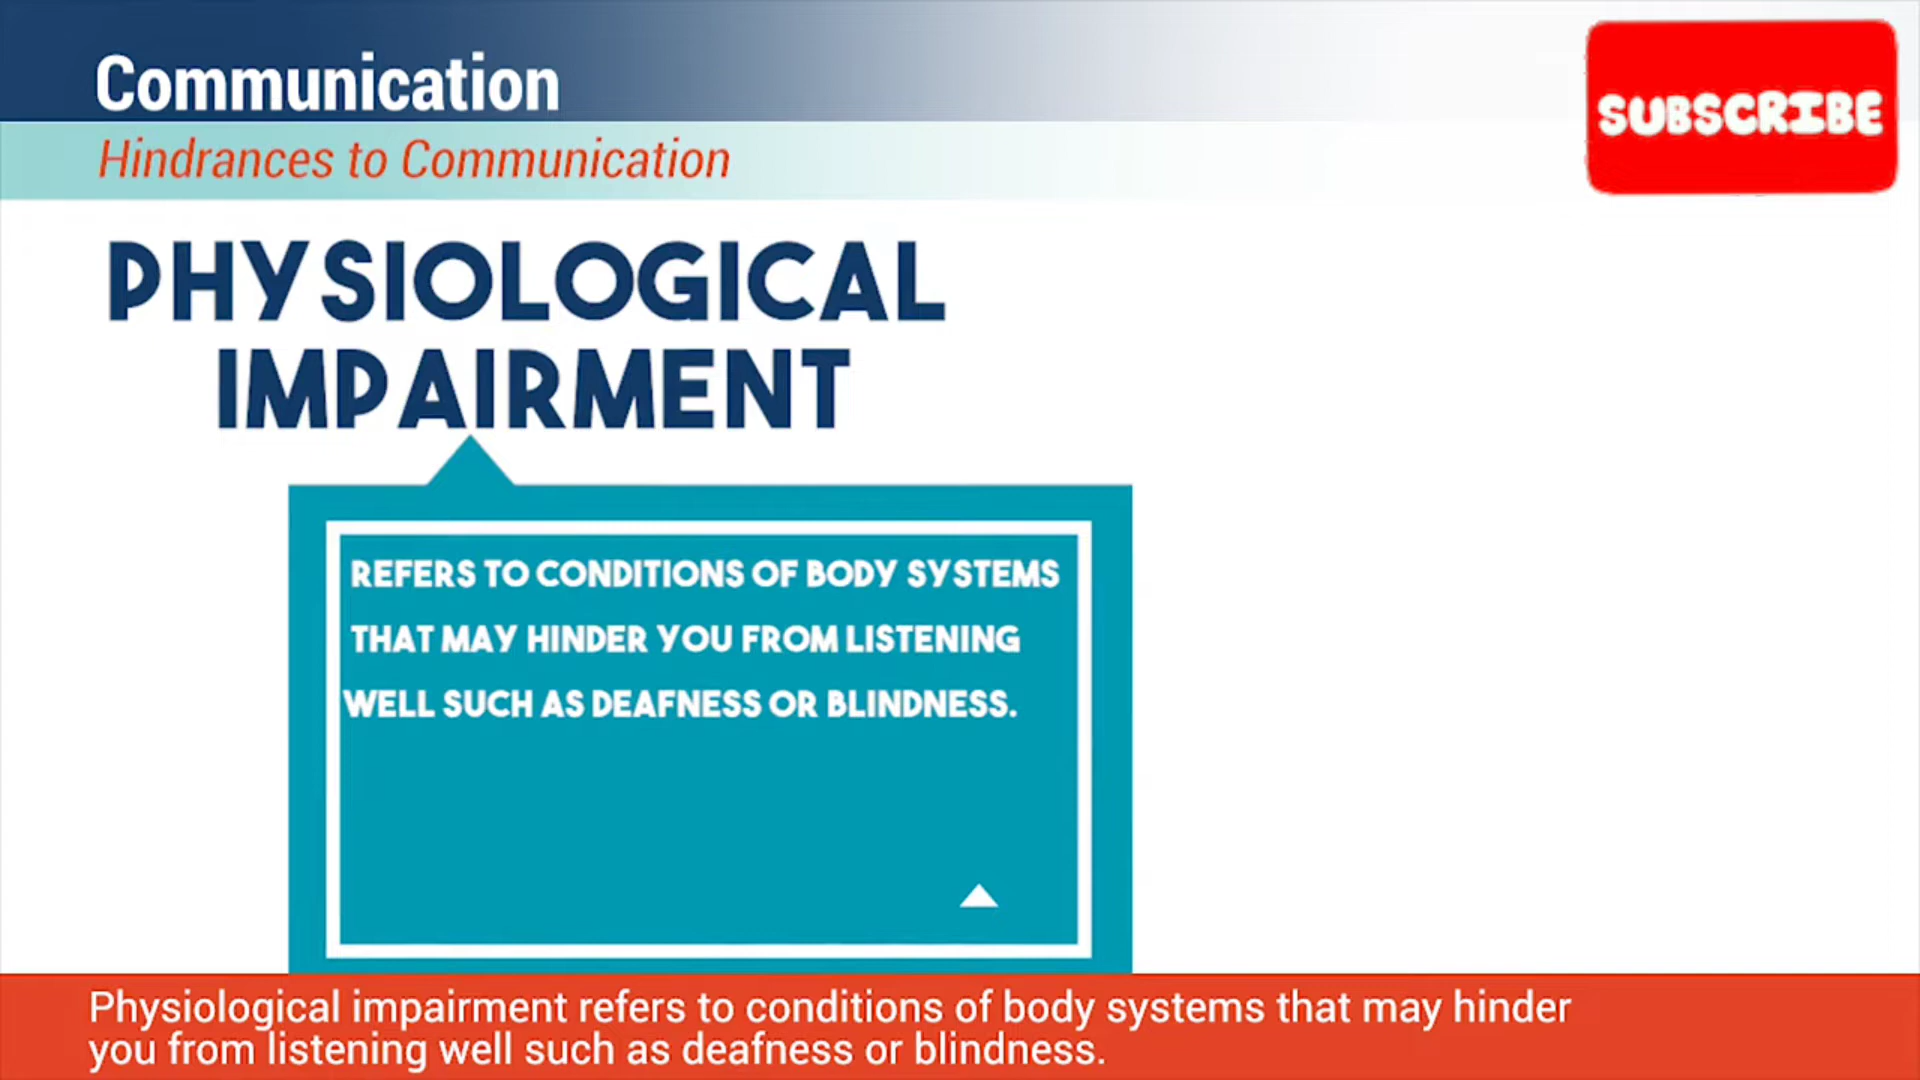 Communication
SUBSCRIBE
Hindrances to Communication
PHYSIOLOGICAL
IMPAIRMENT
REFERS TO CONDITIONS OF BODY SYSTEMS
THAT MAY HINDER YOU FROM LISTENING
WELL SUCH AS DEAFNESS OR BLINDNESS.
Physiological impairment refers to conditions of body systems that may hinder
you from listening well such as deafness or blindness.